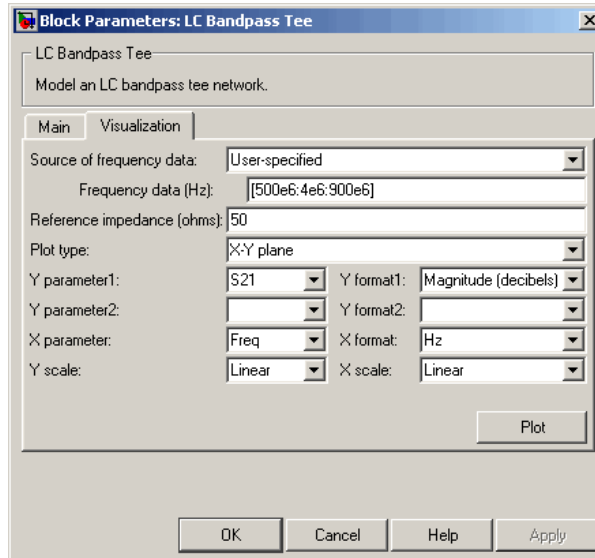 Block Parameters: LC Bandpass Tee
LC Bandpass Tee
Model an LC bandpass tee network.
Main Visualization
Source of frequency data: User-specified
Frequency data (Hz): [500e6:4e6:900e6]
Reference impedance (ohms): 50
Plot type: X-Y plane
Y parameter1: S21 Y format1: Magnitude (decibels)
Y parameter2: Y format2:
X parameter: Freq X format: Hz
Y scale: Linear X scale: Linear
Plot
OK Cancel Help Apply